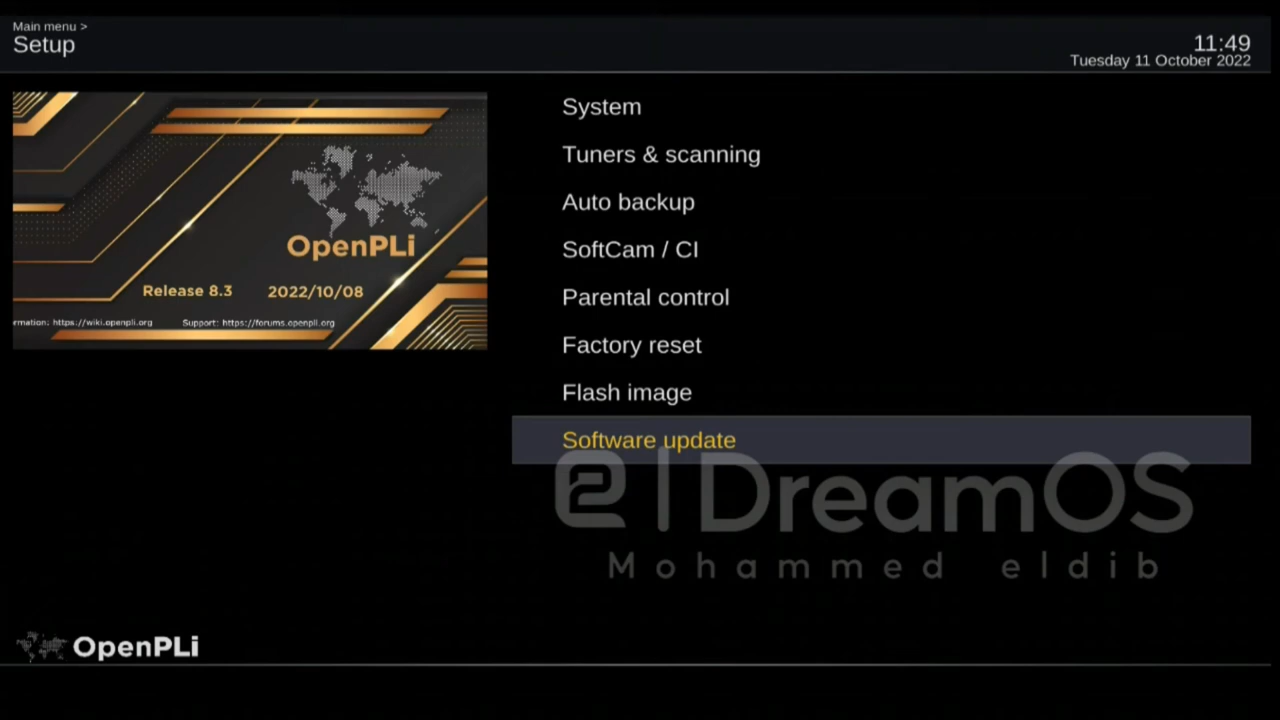 Main menu >
Setup
11:49
Tuesday 11 October 2022
OpenPLi
Release 8.3 2022/10/08
rmation: https://wiki.openpli.org Support: https://forums.openpli.org
System
Tuners & scanning
Auto backup
SoftCam / CI
Parental control
Factory reset
Flash image
Software update
DreamOS
Mohammed eldib
OpenPLi